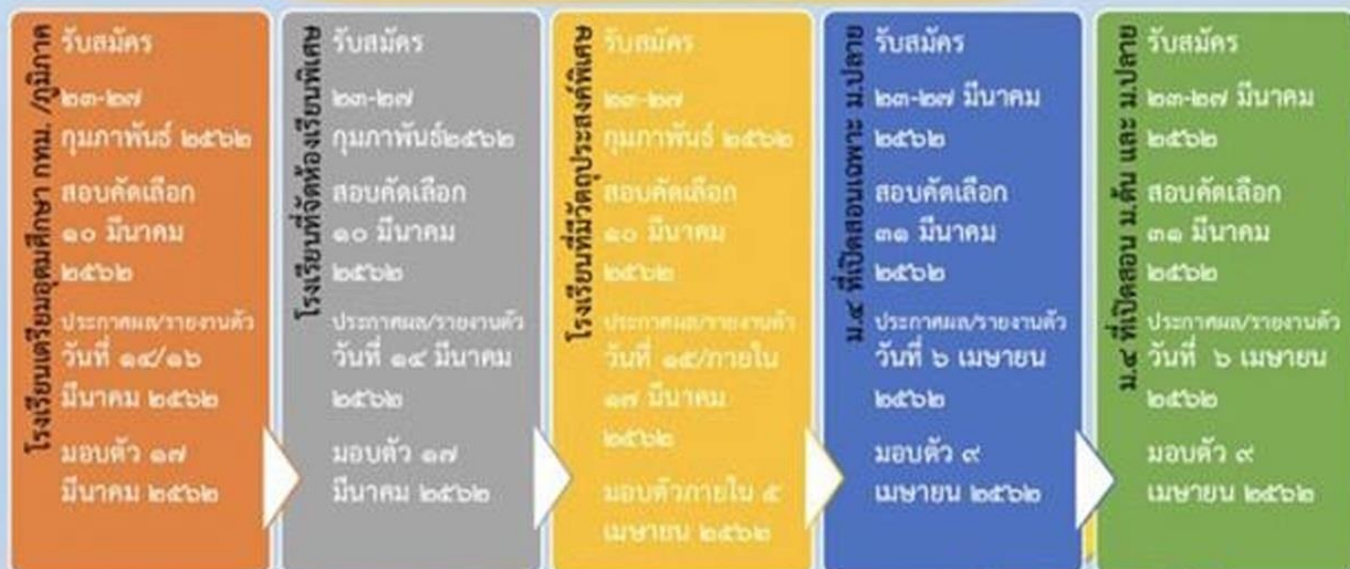 โรงเรียนเตรียมอุดมศึกษา กทม. /ภูมิภาค
รับสมัคร
๒๓-๒๗
กุมภาพันธ์ ๒๕๖๒
สอบคัดเลือก
๑๐ มีนาคม
๒๕๖๒
ประกาศผล/รายงานตัว
วันที่ ๑๔/๑๖
มีนาคม ๒๕๖๒
มอบตัว ๑๗
มีนาคม ๒๕๖๒
โรงเรียนที่จัดห้องเรียนพิเศษ
รับสมัคร
๒๓-๒๗
กุมภาพันธ์๒๕๖๒
สอบคัดเลือก
๑๐ มีนาคม
๒๕๖๒
ประกาศผล/รายงานตัว
วันที่ ๑๔ มีนาคม
๒๕๖๒
มอบตัว ๑๗
มีนาคม ๒๕๖๒
โรงเรียนที่มีวัตถุประสงค์พิเศษ
รับสมัคร
๒๓-๒๗
กุมภาพันธ์ ๒๕๖๒
สอบคัดเลือก
๑๐ มีนาคม
๒๕๖๒
ประกาศผล/รายงานตัว
วันที่ ๑๔/ภายใน
๑๗ มีนาคม
๒๕๖๒
มอบตัวภายใน ๕
เมษายน ๒๕๖๒
ม.๔ ที่เปิดสอนเฉพาะ ม.ปลาย
รับสมัคร
๒๓-๒๗ มีนาคม
๒๕๖๒
สอบคัดเลือก
๓๑ มีนาคม
๒๕๖๒
ประกาศผล/รายงานตัว
วันที่ ๖ เมษายน
๒๕๖๒
มอบตัว ๙
เมษายน ๒๕๖๒
ม.๔ ที่เปิดสอน ม.ต้น และ ม.ปลาย
รับสมัคร
๒๓-๒๗ มีนาคม
๒๕๖๒
สอบคัดเลือก
๓๑ มีนาคม
๒๕๖๒
ประกาศผล/รายงานตัว
วันที่ ๖ เมษายน
๒๕๖๒
มอบตัว ๙
เมษายน ๒๕๖๒